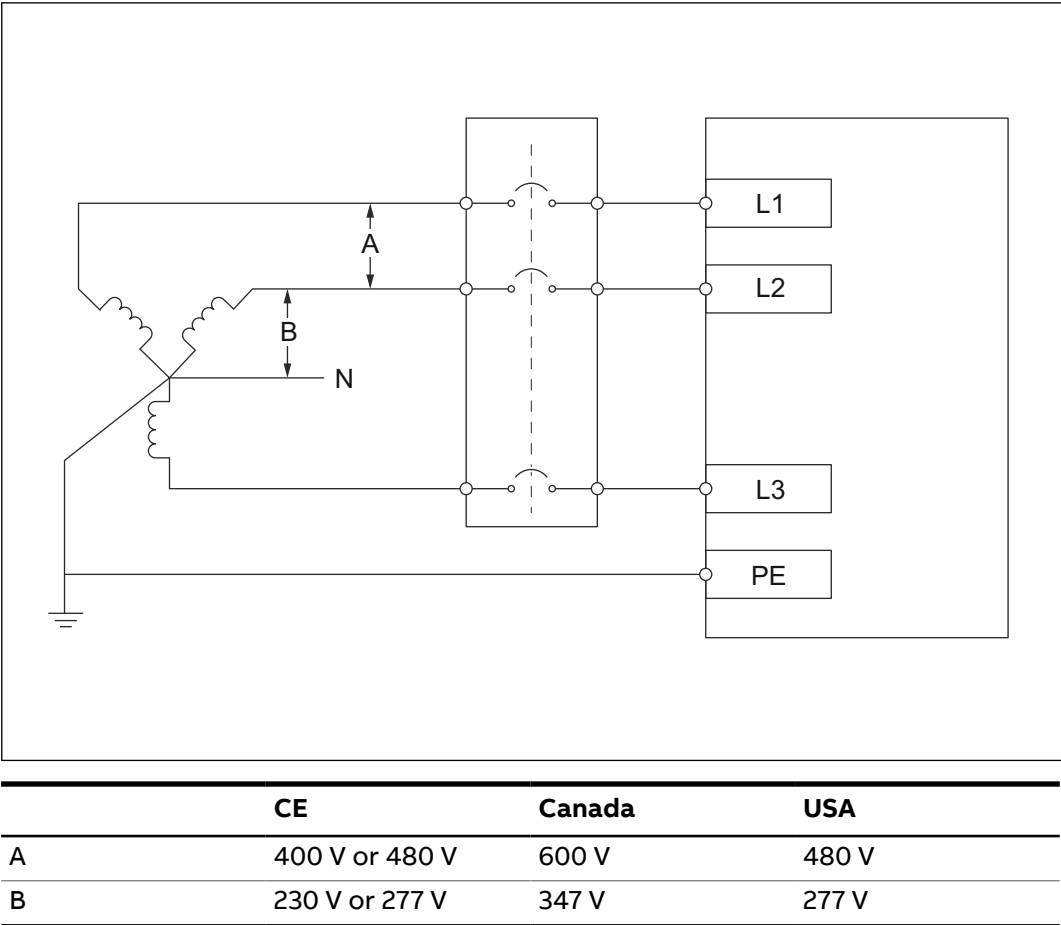 L1
A
L2
B
N
L3
PE
CE Canada USA
A 400 V or 480 V 600 V 480 V
B 230 V or 277 V 347 V 277 V